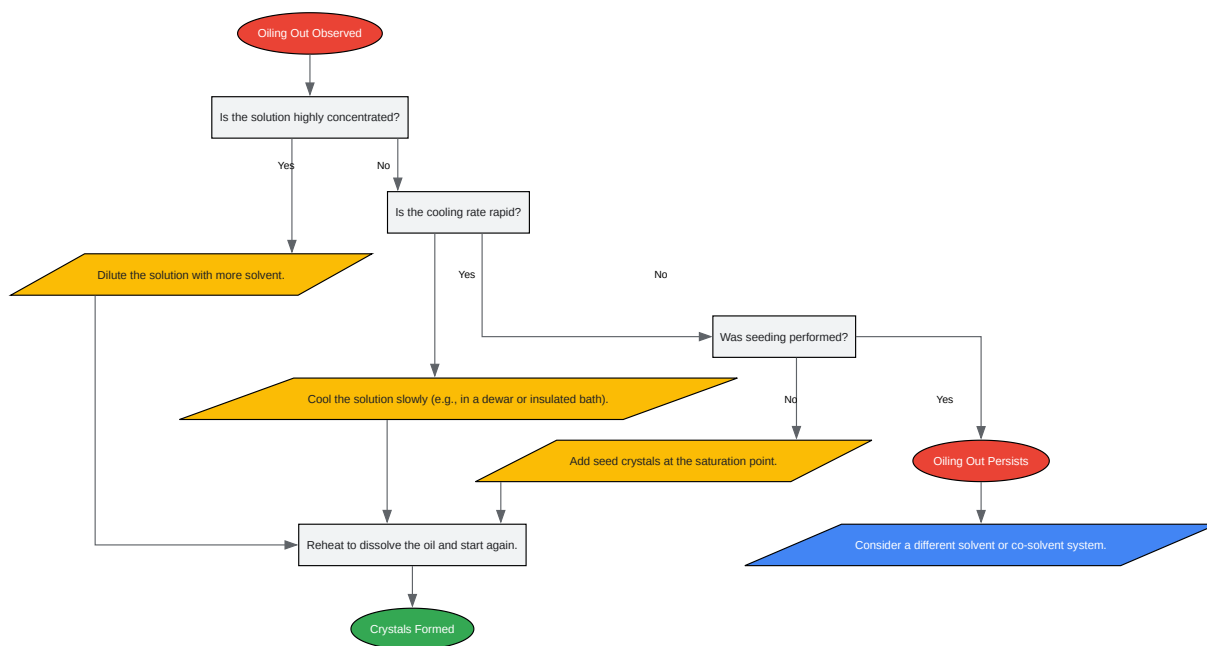 Oiling Out Observed
Is the solution highly concentrated?
Yes
No
Is the cooling rate rapid?
Dilute the solution with more solvent.
Yes
No
Was seeding performed?
Cool the solution slowly (e.g., in a dewar or insulated bath).
No
Yes
Add seed crystals at the saturation point.
Oiling Out Persists
Reheat to dissolve the oil and start again.
Consider a different solvent or co-solvent system.
Crystals Formed